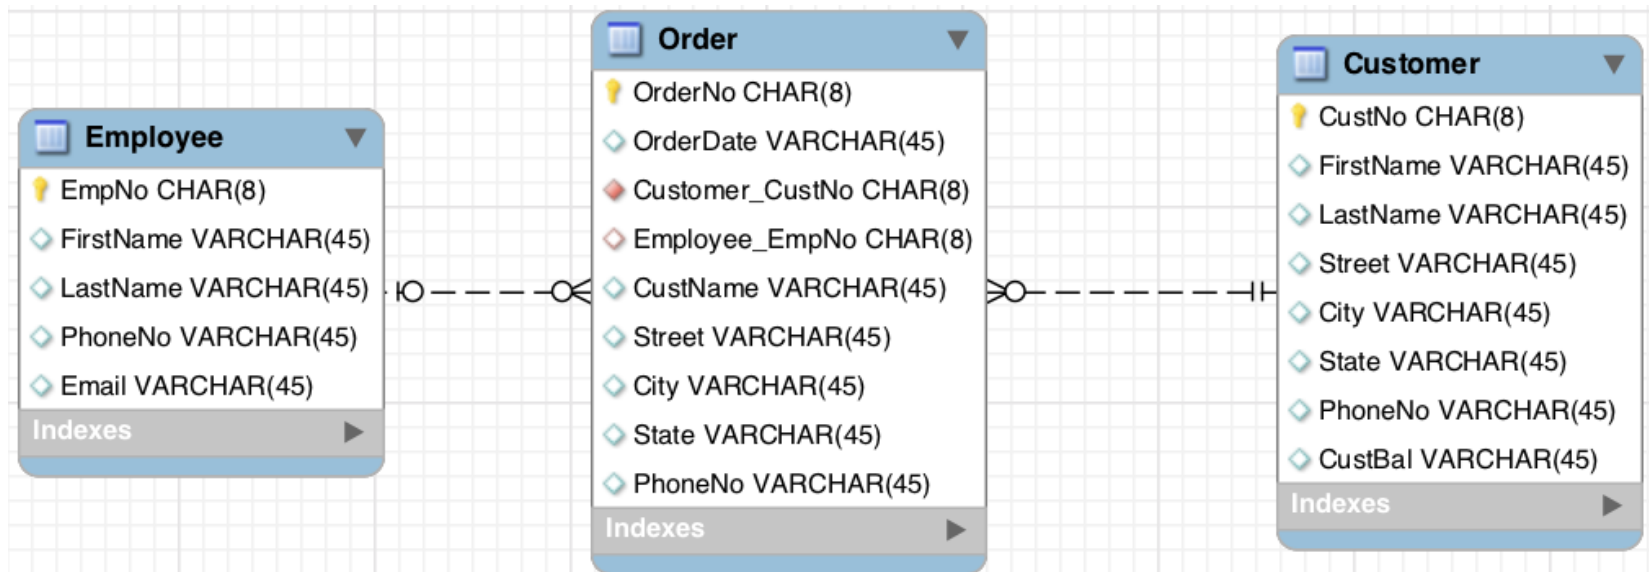 Employee
EmpNo CHAR(8)
FirstName VARCHAR(45)
LastName VARCHAR(45)
PhoneNo VARCHAR(45)
Email VARCHAR(45)
Indexes
Order
OrderNo CHAR(8)
OrderDate VARCHAR(45)
Customer_CustNo CHAR(8)
Employee_EmpNo CHAR(8)
CustName VARCHAR(45)
Street VARCHAR(45)
City VARCHAR(45)
State VARCHAR(45)
PhoneNo VARCHAR(45)
Indexes
Customer
CustNo CHAR(8)
FirstName VARCHAR(45)
LastName VARCHAR(45)
Street VARCHAR(45)
City VARCHAR(45)
State VARCHAR(45)
PhoneNo VARCHAR(45)
CustBal VARCHAR(45)
Indexes